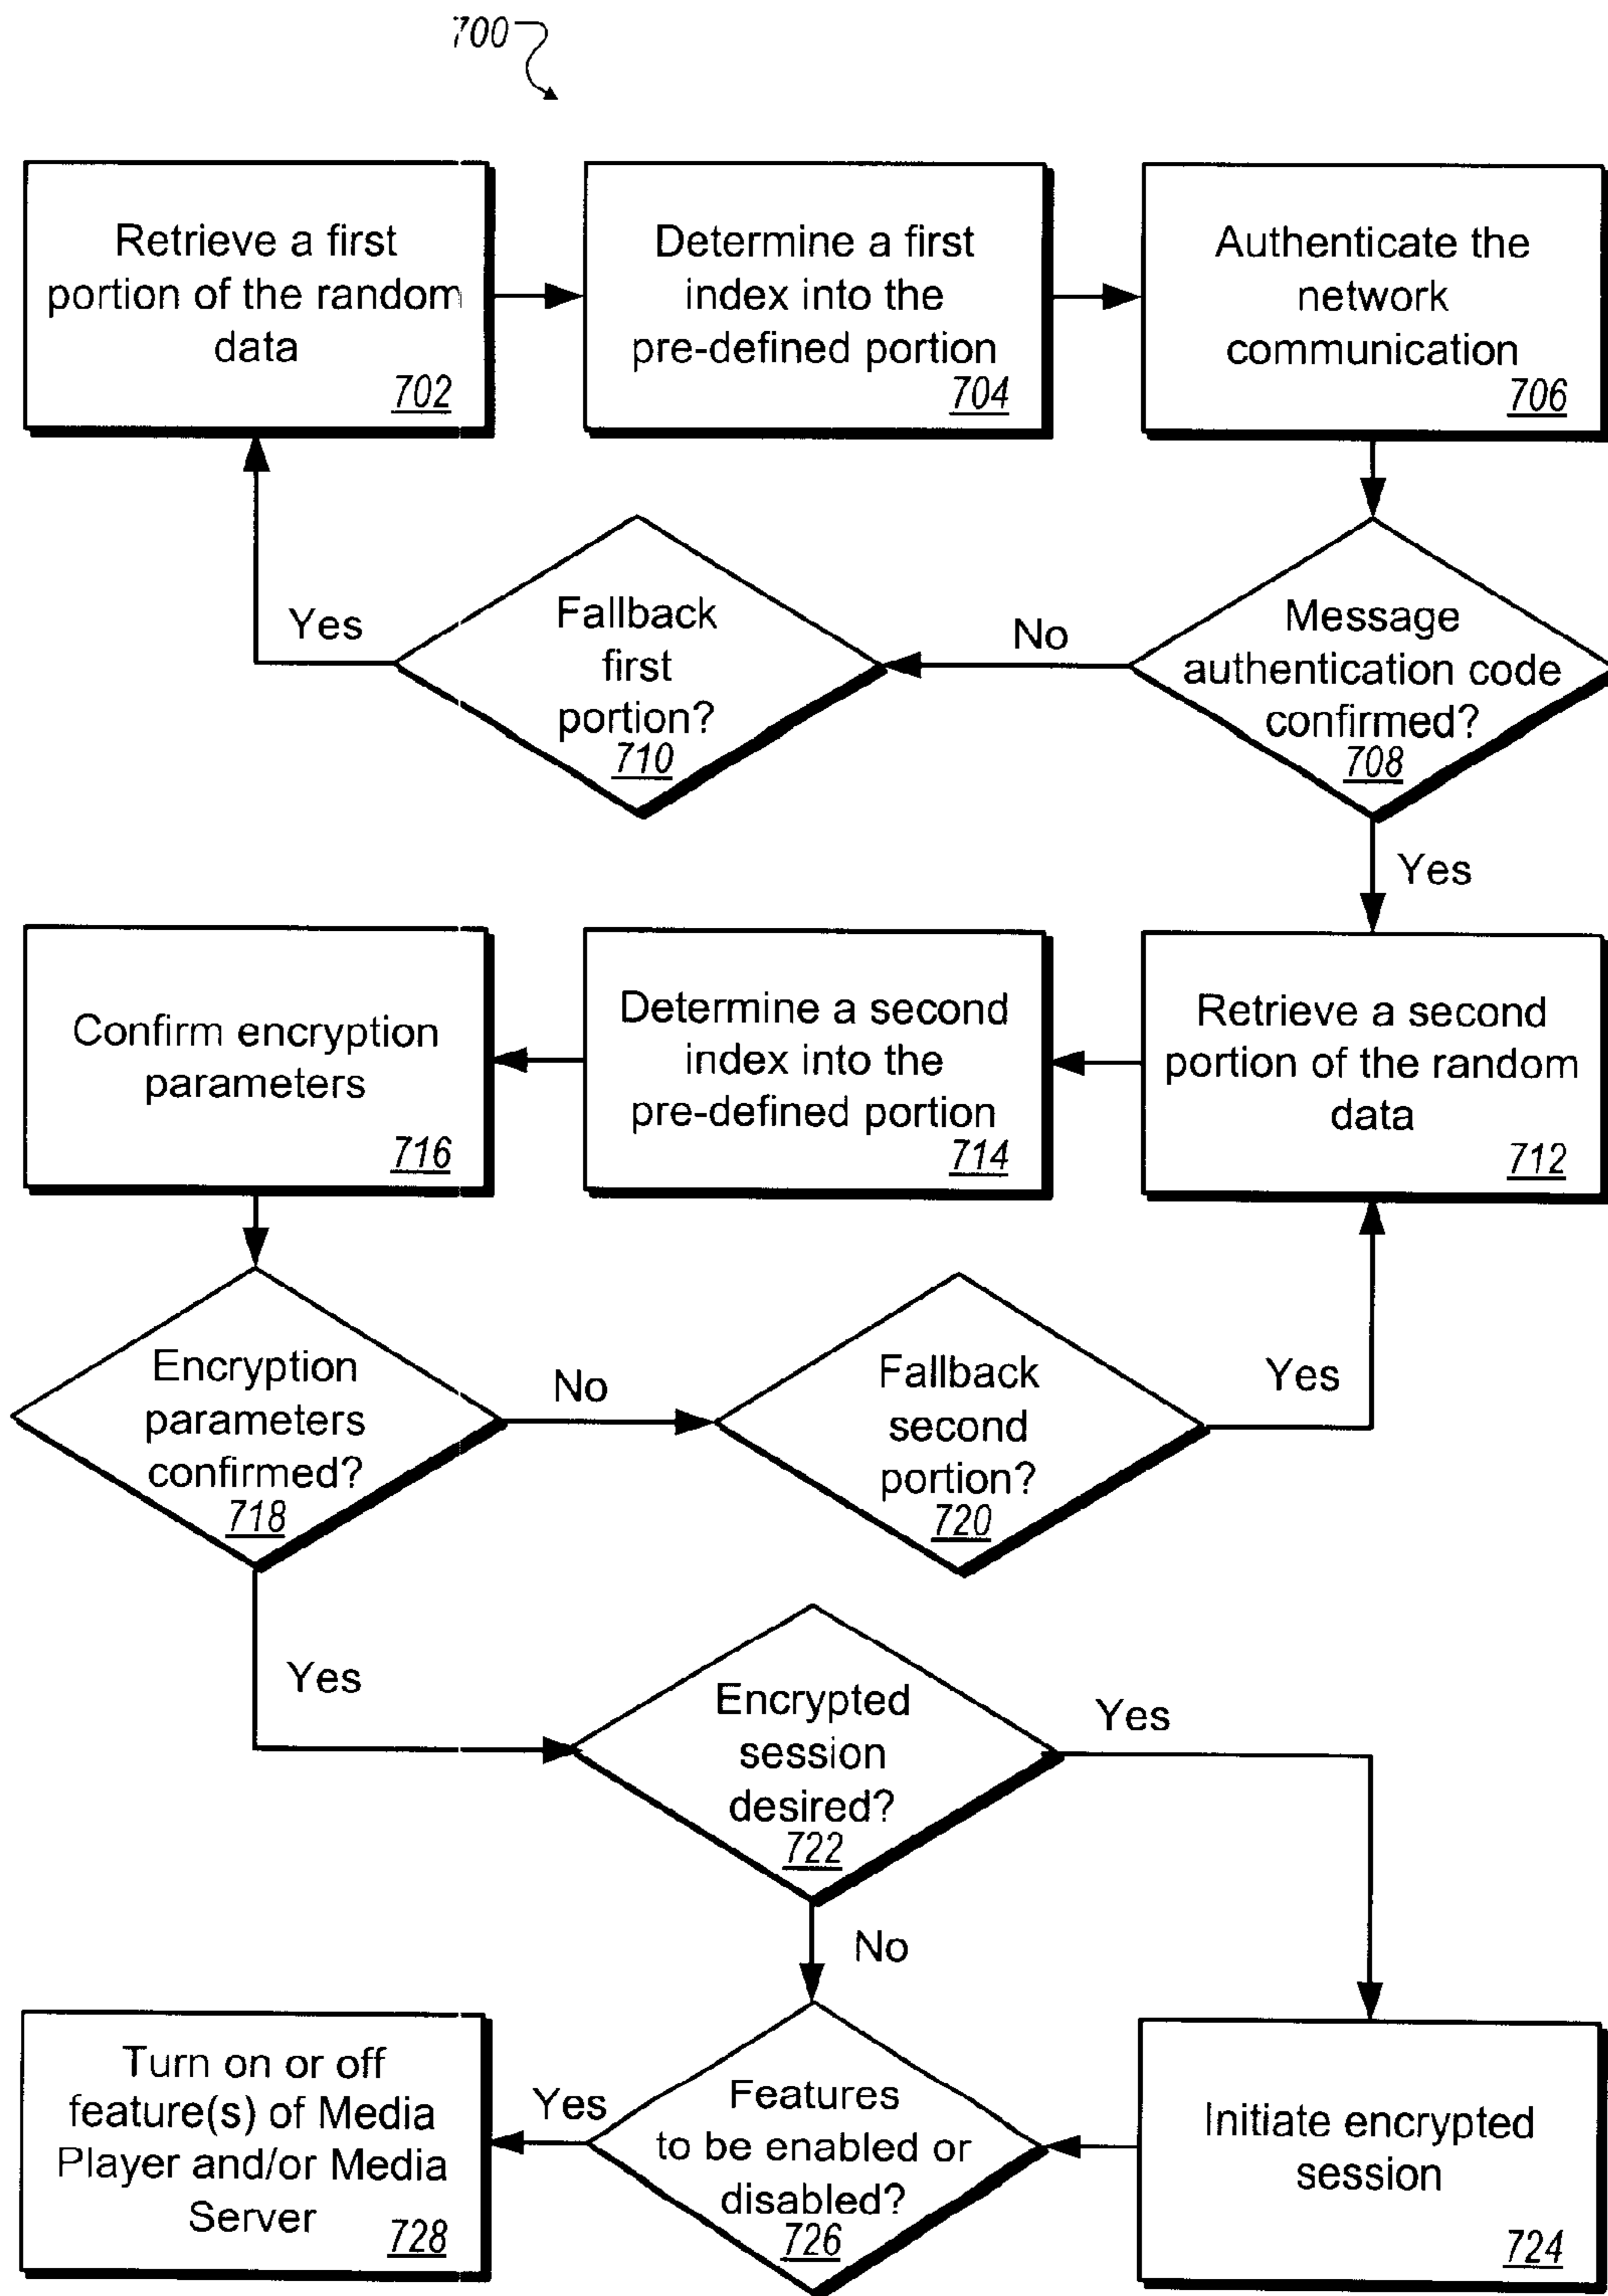 700
Retrieve a first
portion of the random
data
702
Determine a first
index into the
pre-defined portion
704
Authenticate the
network
communication
706
Yes
Fallback
first
portion?
710
No
Message
authentication code
confirmed?
708
Yes
Confirm encryption
parameters
716
Determine a second
index into the
pre-defined portion
714
Retrieve a second
portion of the random
data
712
Encryption
parameters
confirmed?
718
No
Fallback
second
portion?
720
Yes
Yes
Encrypted
session
desired?
722
Yes
No
Turn on or off
feature(s) of Media
Player and/or Media
Server
728
Yes
Features
to be enabled or
disabled?
726
Initiate encrypted
session
724